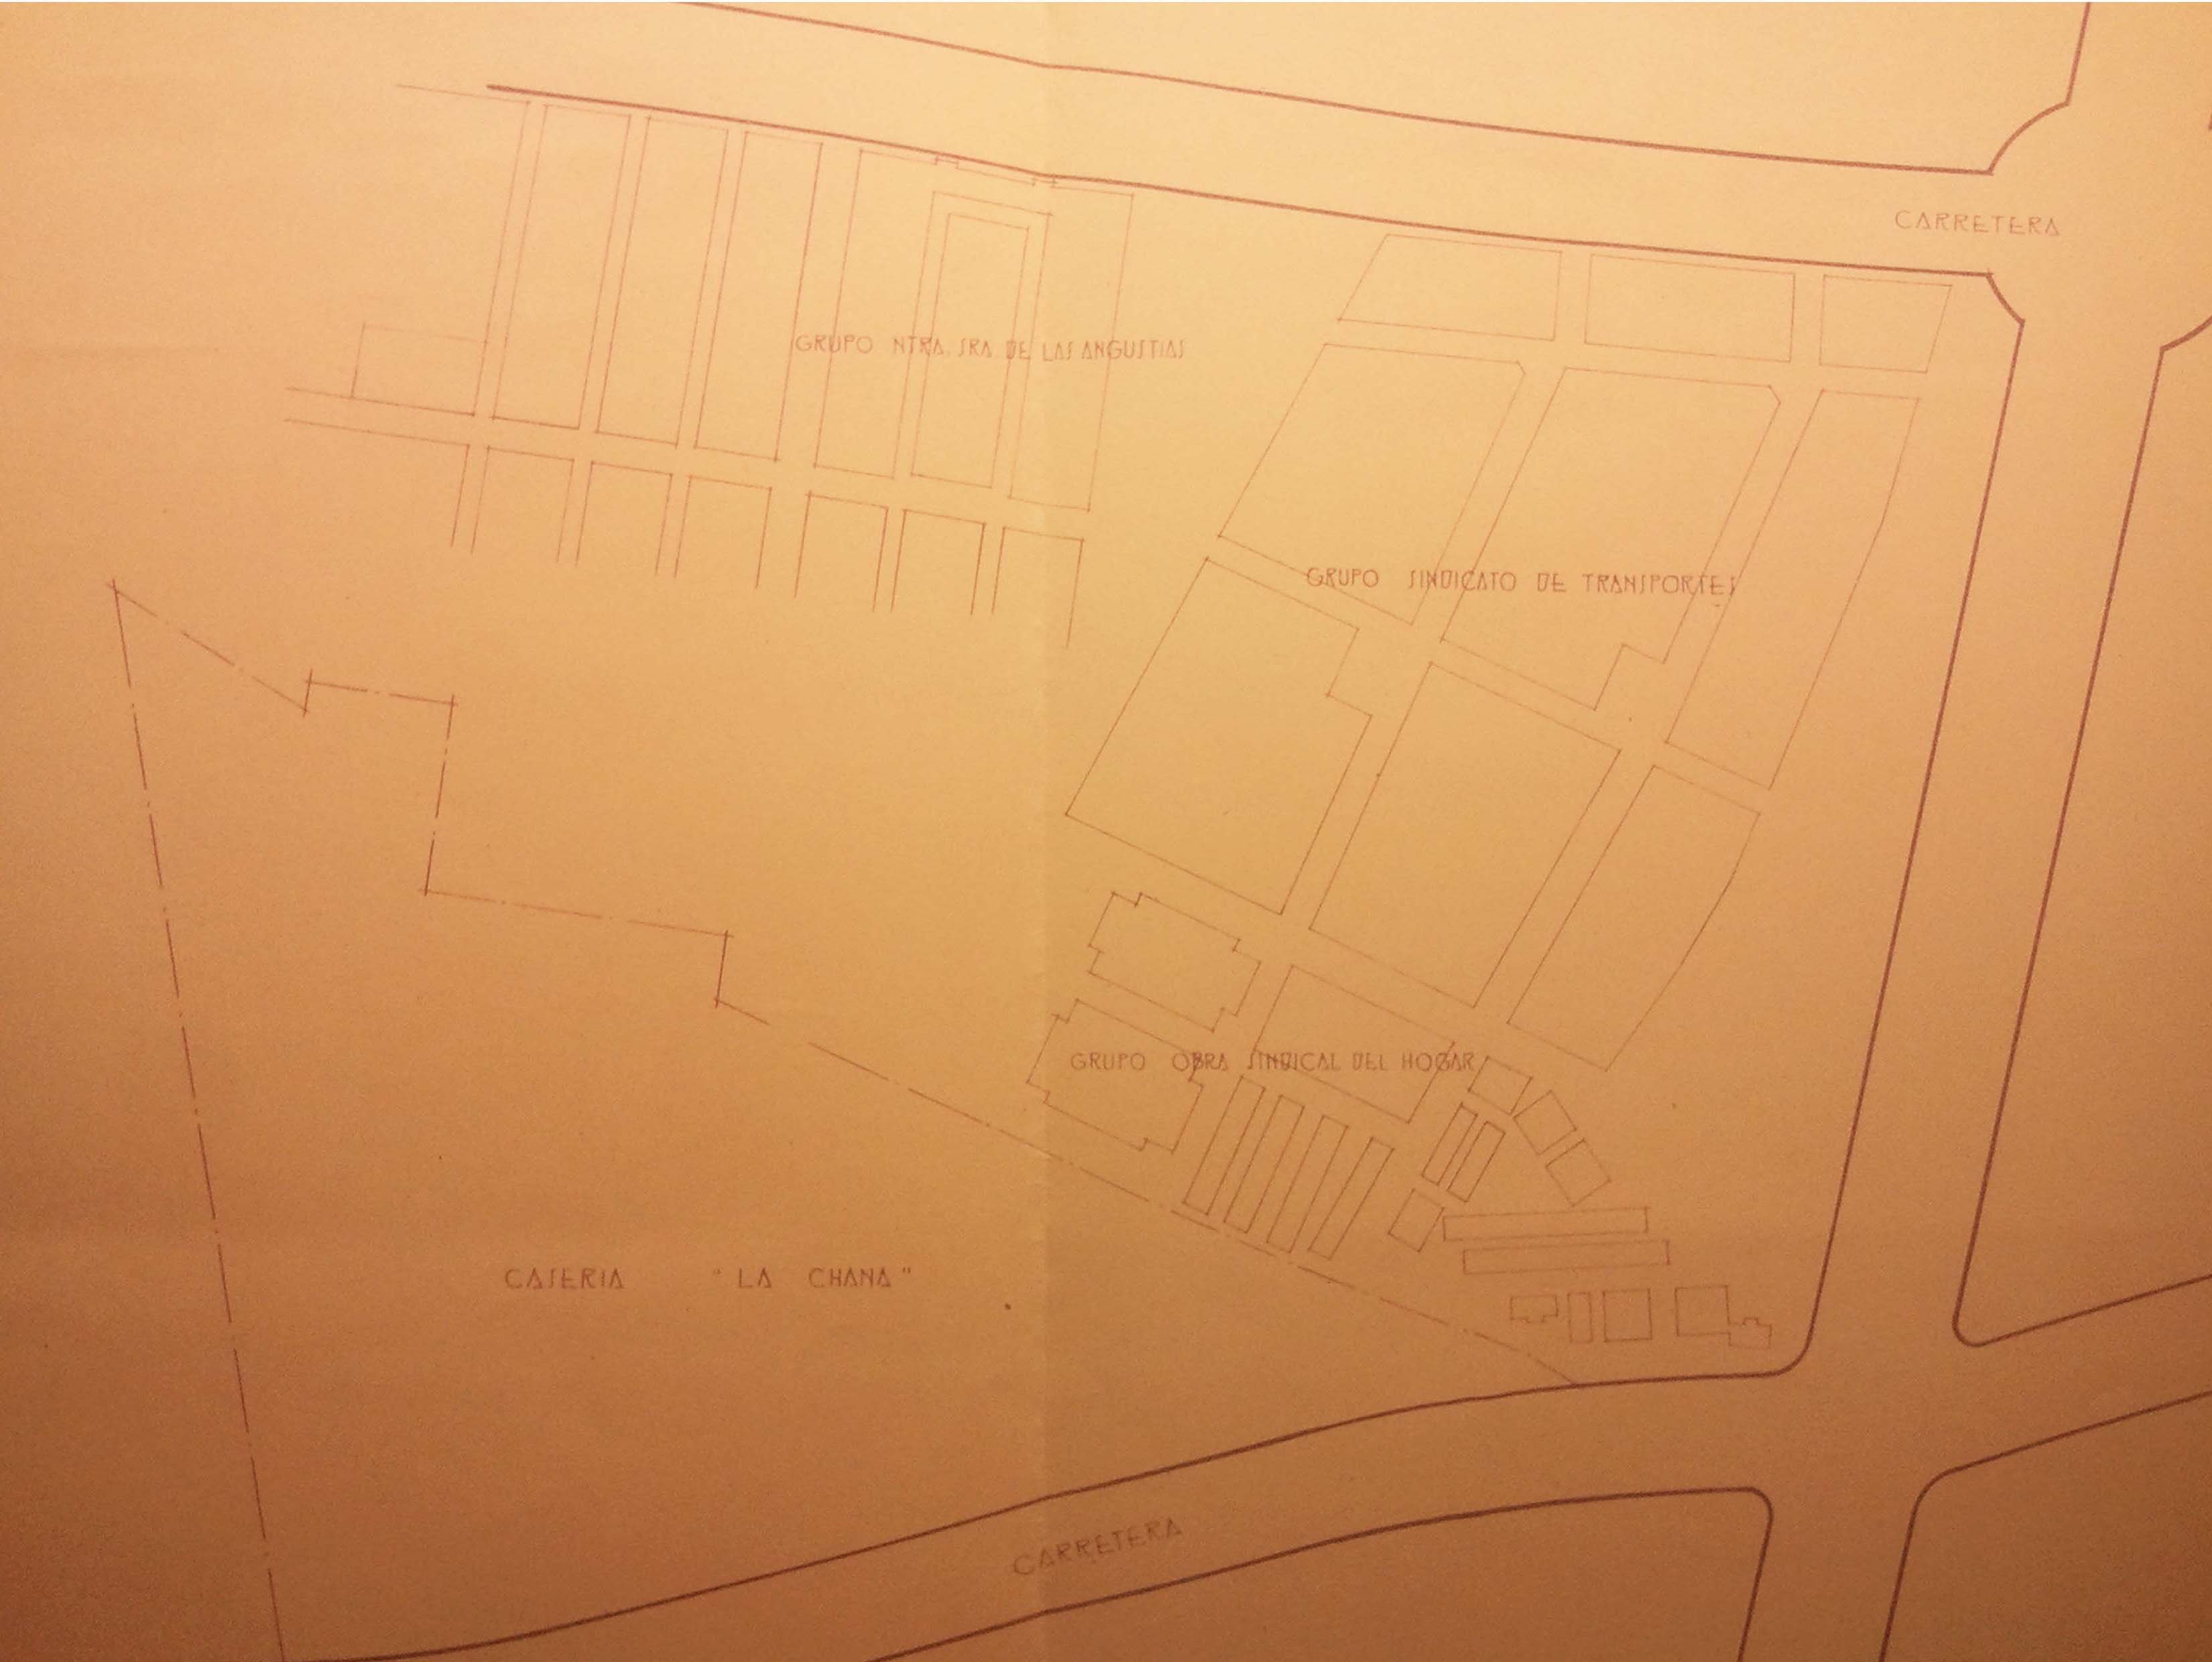 CARRETERA
GRUPO NTRA. SRA. DE LAS ANGUSTIAS
GRUPO SINDICATO DE TRANSPORTES
GRUPO OBRA SINDICAL DEL HOGAR
CASERIA "LA CHANA"
CARRETERA